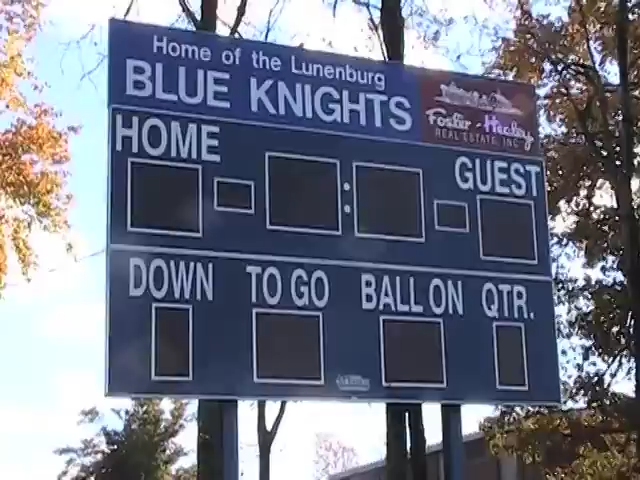 Home of the Lunenburg
BLUE KNIGHTS
Foster - Healey
REAL ESTATE, INC
HOME
GUEST
DOWN TO GO BALL ON QTR.